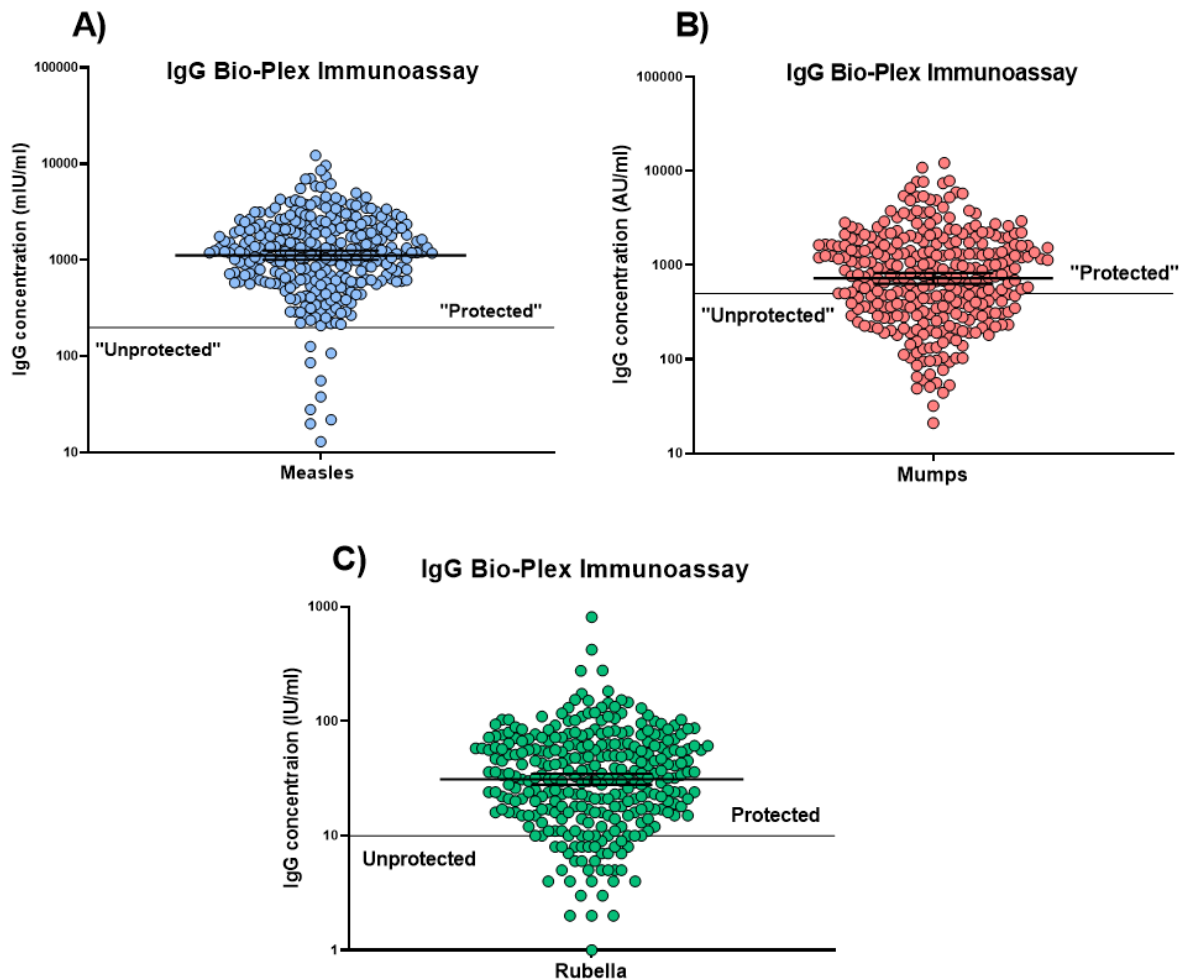 A)
IgG Bio-Plex Immunoassay
100000
10000
1000
100
10
IgG concentration (mIU/ml)
"Protected"
"Unprotected"
Measles
B)
IgG Bio-Plex Immunoassay
100000
10000
1000
100
10
IgG concentration (AU/ml)
"Protected"
"Unprotected"
Mumps
C)
IgG Bio-Plex Immunoassay
1000
100
10
1
IgG concentraion (IU/ml)
Protected
Unprotected
Rubella